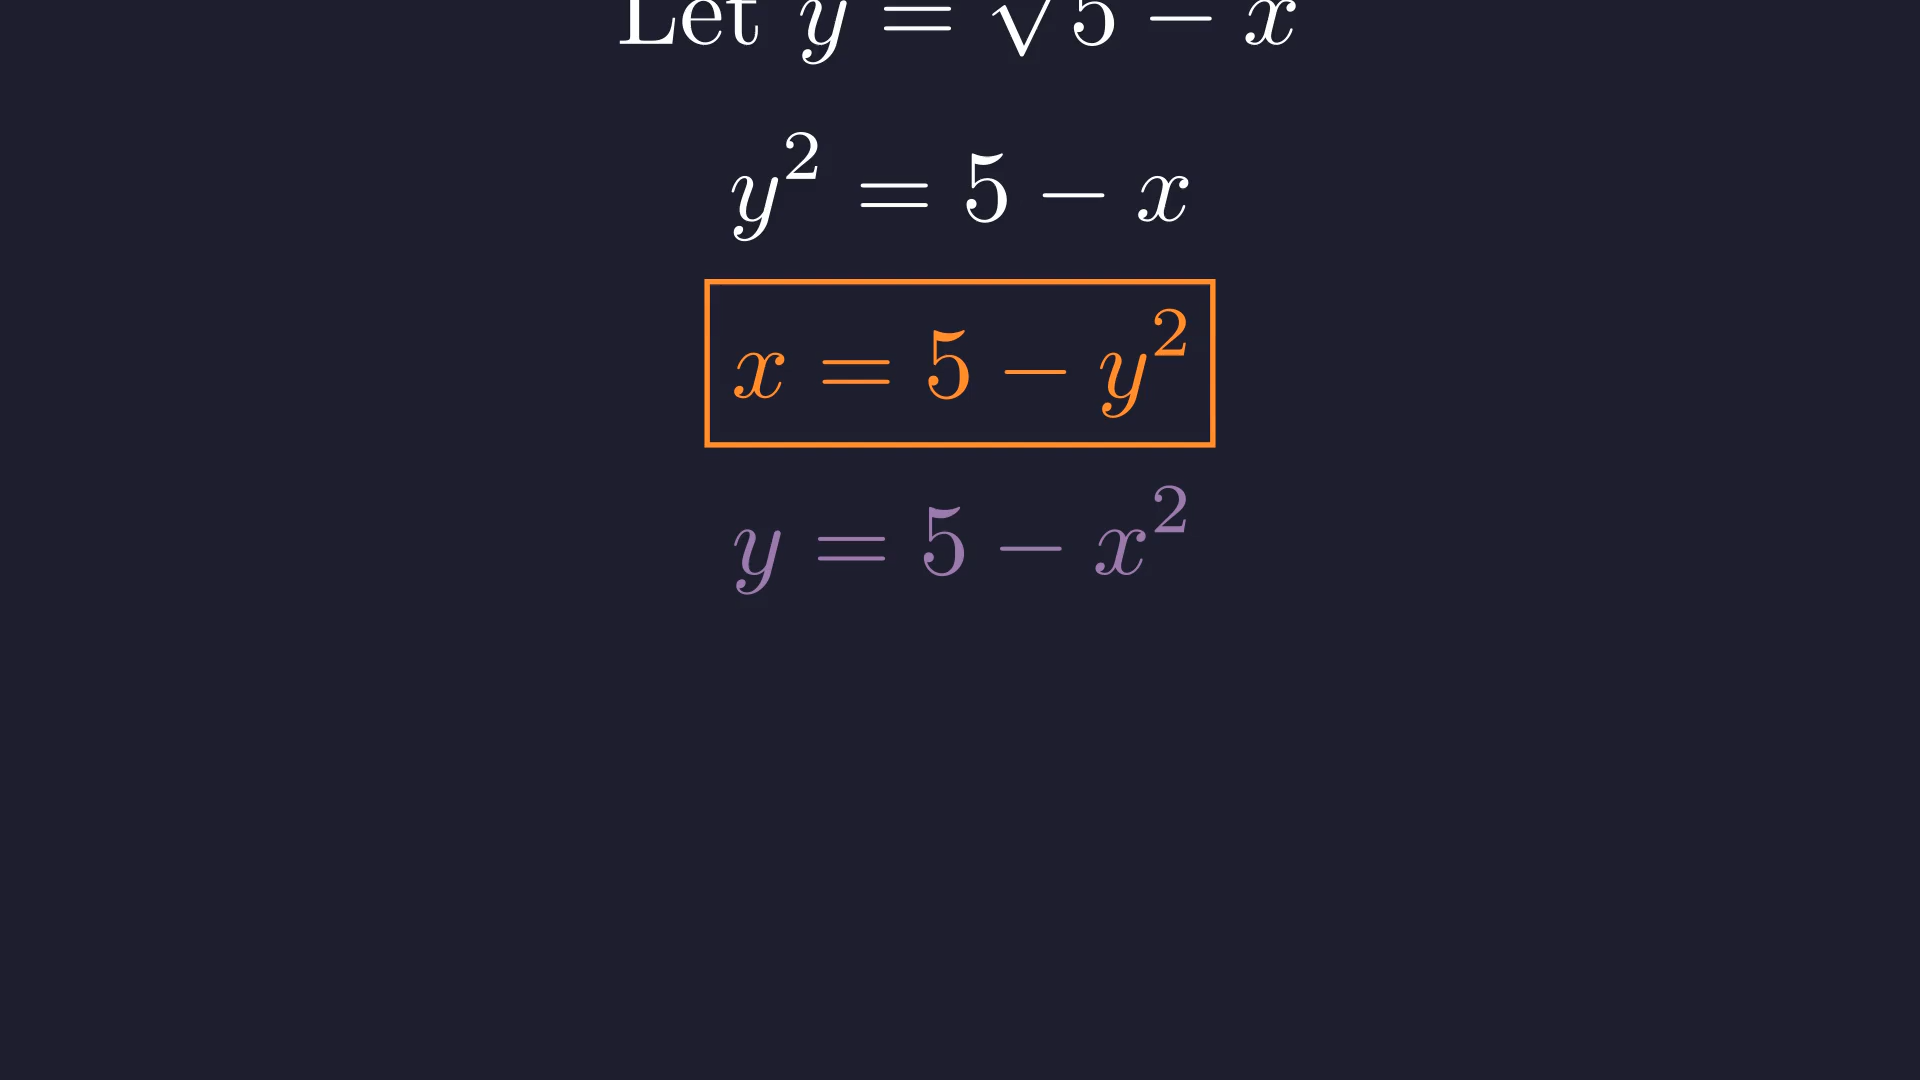 Let y = √5 − x
y² = 5 − x
x = 5 − y²
y = 5 − x²